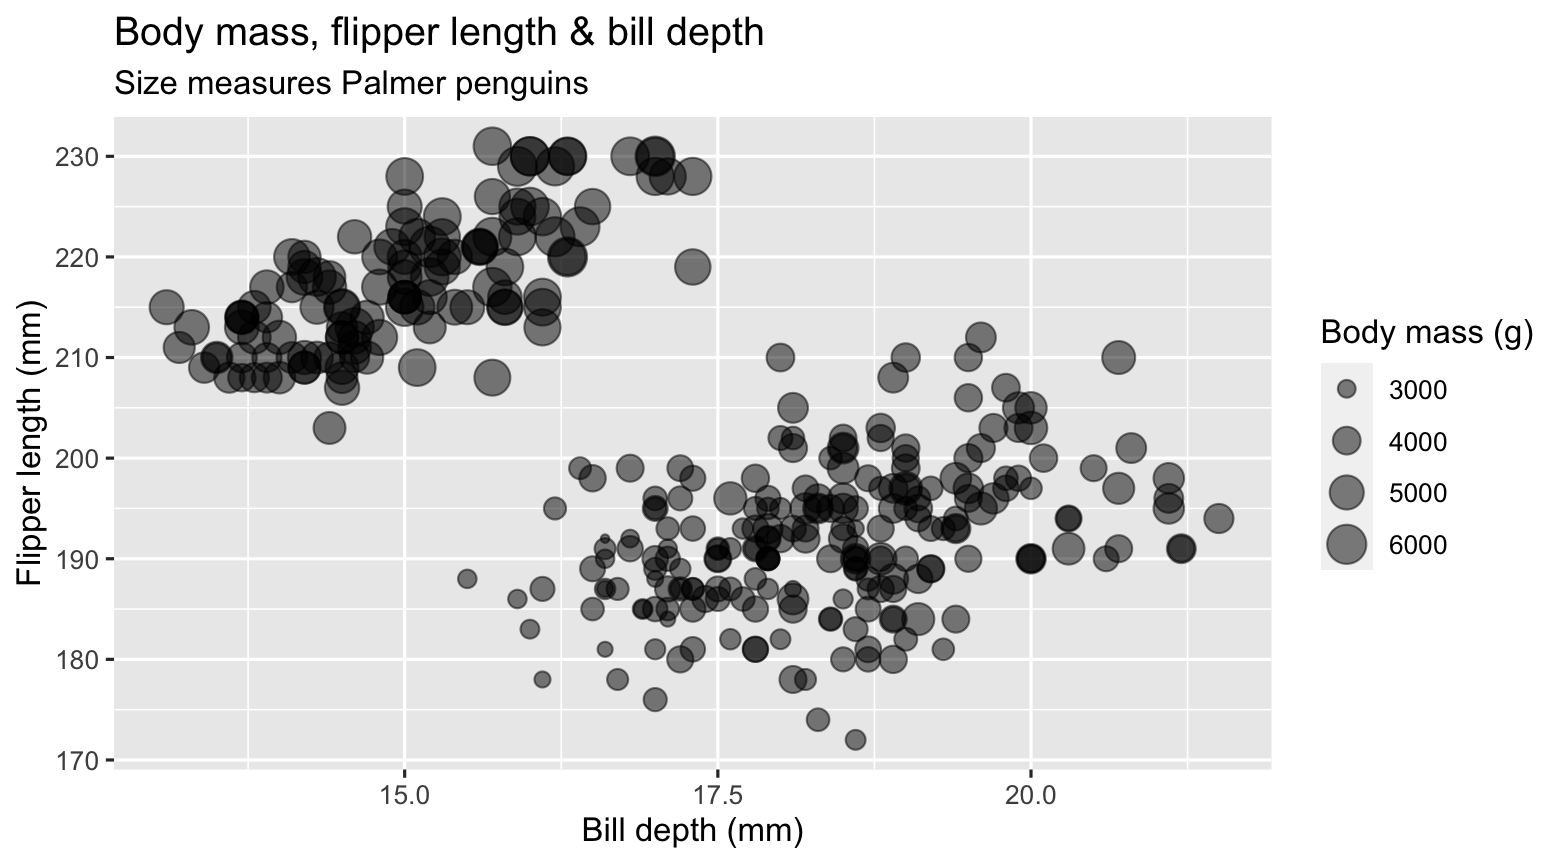 Body mass, flipper length & bill depth
Size measures Palmer penguins
230
220
210
200
190
180
170
Flipper length (mm)
15.0
17.5
20.0
Bill depth (mm)
Body mass (g)
3000
4000
5000
6000